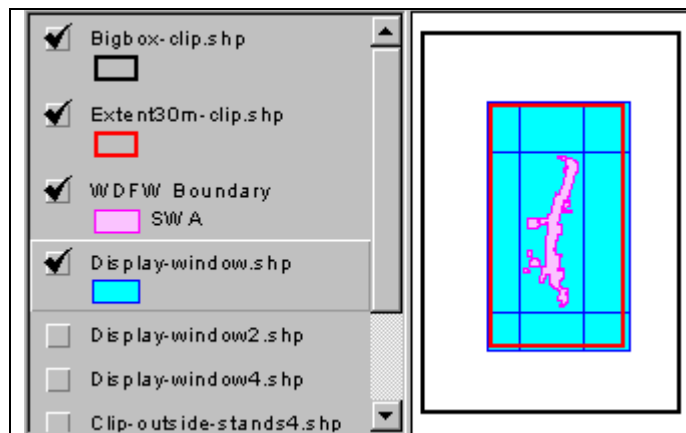 Bigbox-clip.shp
Extent30m-clip.shp
WDFW Boundary
SWA
Display-window.shp
Display-window2.shp
Display-window4.shp
Clip-outside-stands4.shp